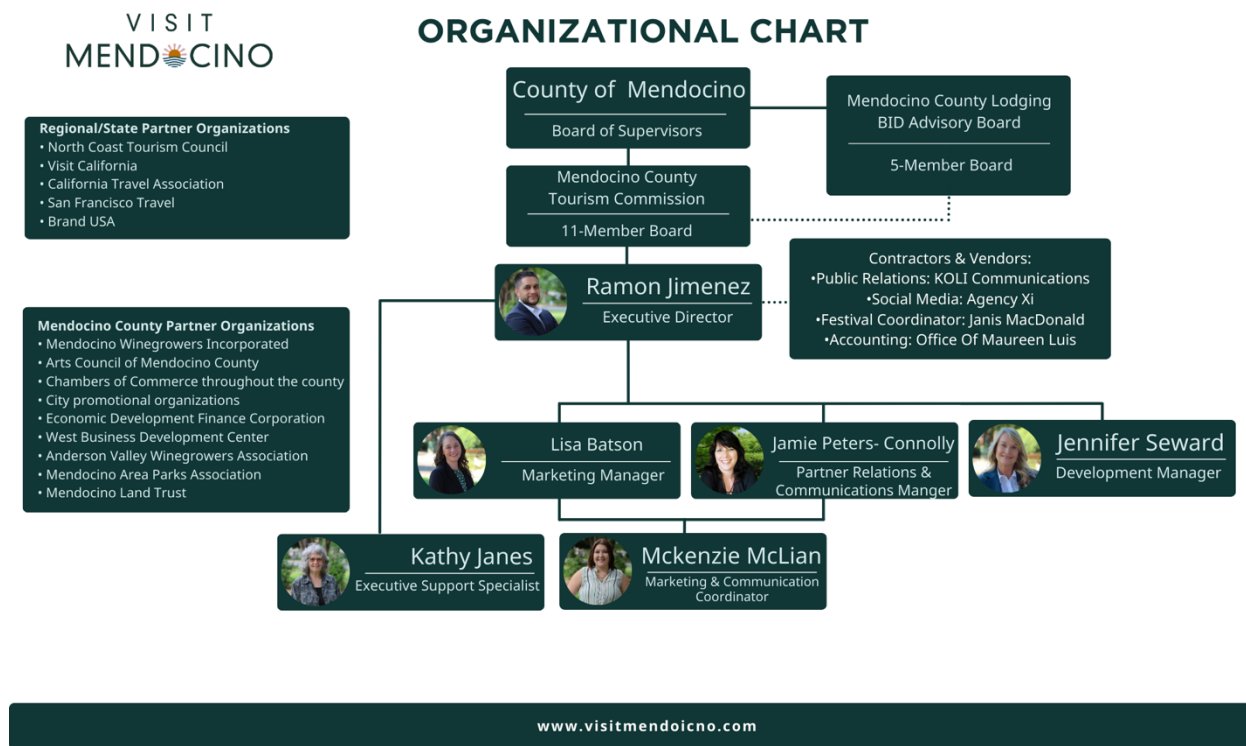 VISIT
MENDOCINO
ORGANIZATIONAL CHART
County of Mendocino
Board of Supervisors
Mendocino County Lodging
BID Advisory Board
5-Member Board
Regional/State Partner Organizations
• North Coast Tourism Council
• Visit California
• California Travel Association
• San Francisco Travel
• Brand USA
Mendocino County
Tourism Commission
11-Member Board
Ramon Jimenez
Executive Director
Contractors & Vendors:
•Public Relations: KOLI Communications
•Social Media: Agency Xi
•Festival Coordinator: Janis MacDonald
•Accounting: Office Of Maureen Luis
Mendocino County Partner Organizations
• Mendocino Winegrowers Incorporated
• Arts Council of Mendocino County
• Chambers of Commerce throughout the county
• City promotional organizations
• Economic Development Finance Corporation
• West Business Development Center
• Anderson Valley Winegrowers Association
• Mendocino Area Parks Association
• Mendocino Land Trust
Lisa Batson
Marketing Manager
Jamie Peters- Connolly
Partner Relations &
Communications Manger
Jennifer Seward
Development Manager
Kathy Janes
Executive Support Specialist
Mckenzie McLian
Marketing & Communication
Coordinator
www.visitmendoicno.com